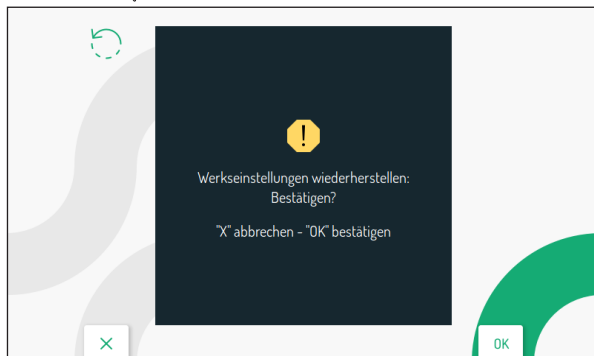 Werkseinstellungen wiederherstellen:
Bestätigen?
"X" abbrechen - "OK" bestätigen
OK